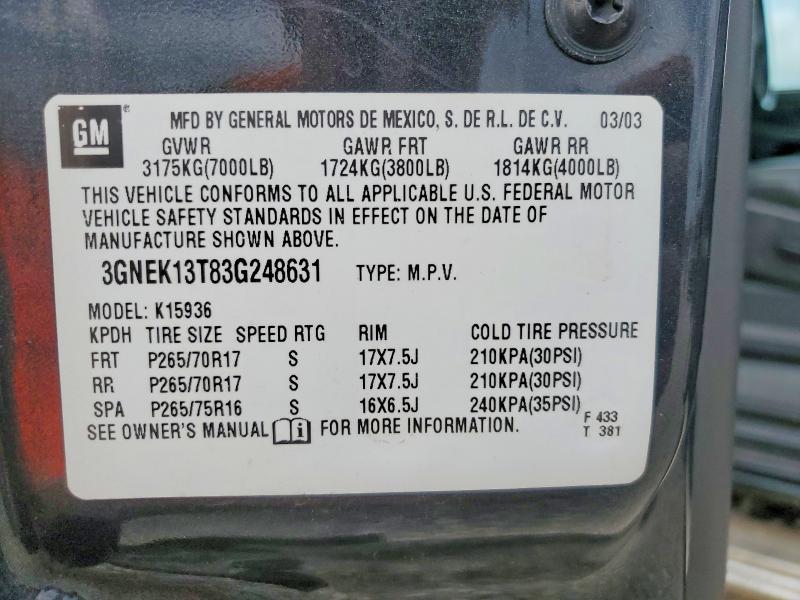 GM ® MFD BY GENERAL MOTORS DE MEXICO, S. DE R.L. DE C.V. 03/03
GVWR GAWR FRT GAWR RR
3175KG(7000LB) 1724KG(3800LB) 1814KG(4000LB)
THIS VEHICLE CONFORMS TO ALL APPLICABLE U.S. FEDERAL MOTOR
VEHICLE SAFETY STANDARDS IN EFFECT ON THE DATE OF
MANUFACTURE SHOWN ABOVE.
3GNEK13T83G248631 TYPE: M.P.V.
MODEL: K15936
KPDH TIRE SIZE SPEED RTG RIM COLD TIRE PRESSURE
FRT P265/70R17 S 17X7.5J 210KPA(30PSI)
RR P265/70R17 S 17X7.5J 210KPA(30PSI)
SPA P265/75R16 S 16X6.5J 240KPA(35PSI)
SEE OWNER'S MANUAL i FOR MORE INFORMATION.
F 433
T 381